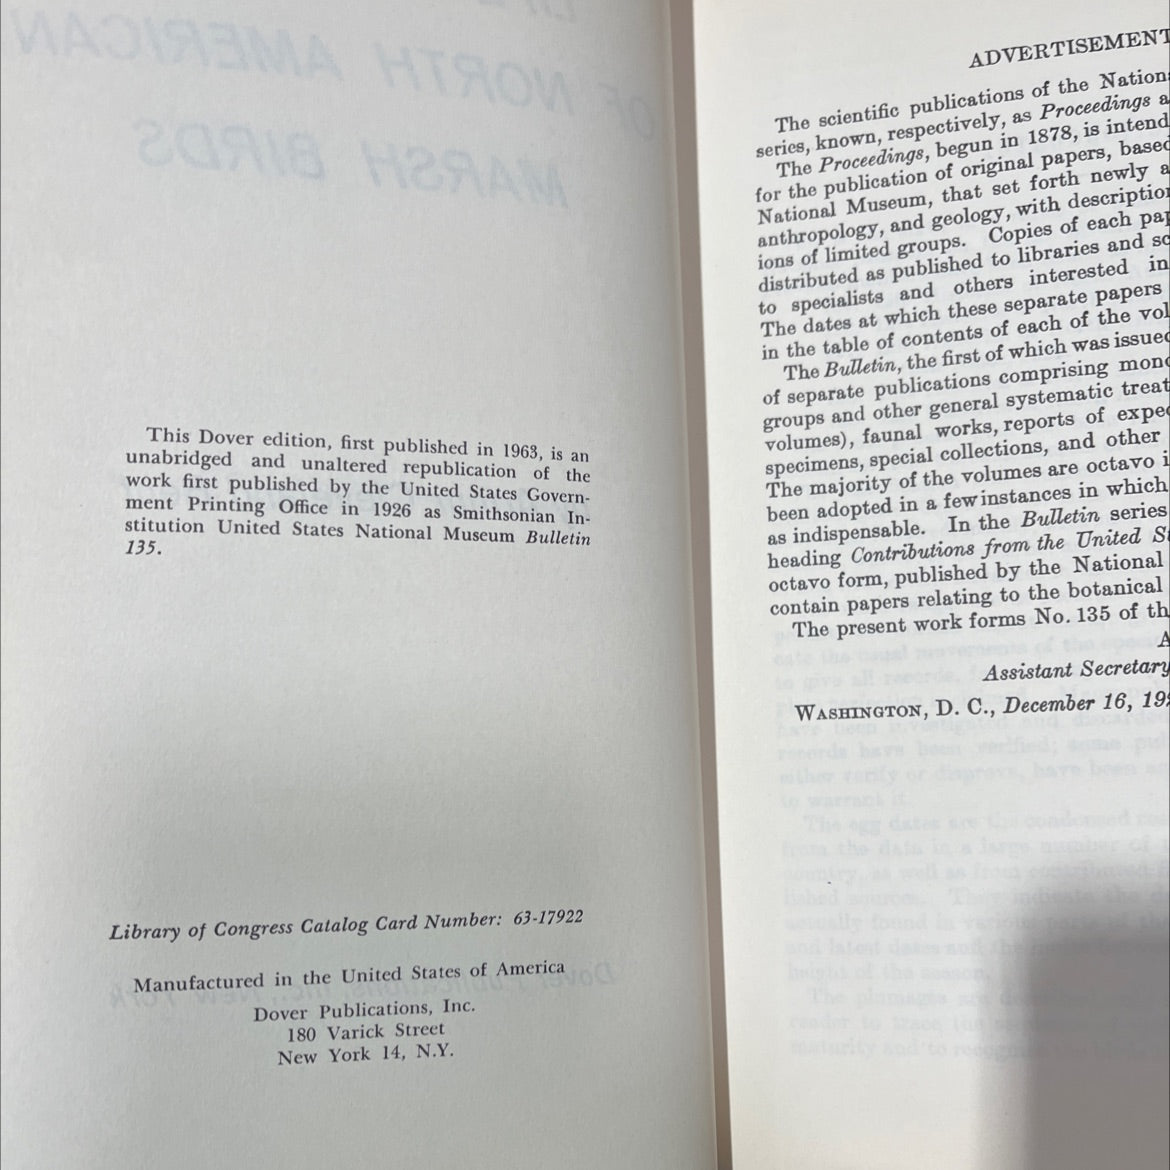 This Dover edition, first published in 1963, is an
unabridged and unaltered republication of the
work first published by the United States Govern-
ment Printing Office in 1926 as Smithsonian In-
stitution United States National Museum Bulletin
135.
Library of Congress Catalog Card Number: 63-17922
Manufactured in the United States of America
Dover Publications, Inc.
180 Varick Street
New York 14, N.Y.
ADVERTISEMENT
The scientific publications of the Nation
series, known, respectively, as Proceedings a
The Proceedings, begun in 1878, is intend
for the publication of original papers, based
National Museum, that set forth newly a
anthropology, and geology, with description
ions of limited groups. Copies of each pap
distributed as published to libraries and sc
to specialists and others interested in
The dates at which these separate papers
in the table of contents of each of the vol
The Bulletin, the first of which was issued
of separate publications comprising mono
groups and other general systematic treat
volumes), faunal works, reports of expe
specimens, special collections, and other
The majority of the volumes are octavo i
been adopted in a few instances in which
as indispensable. In the Bulletin series
heading Contributions from the United St
octavo form, published by the National
contain papers relating to the botanical
The present work forms No. 135 of th
A
Assistant Secretary
WASHINGTON, D. C., December 16, 19